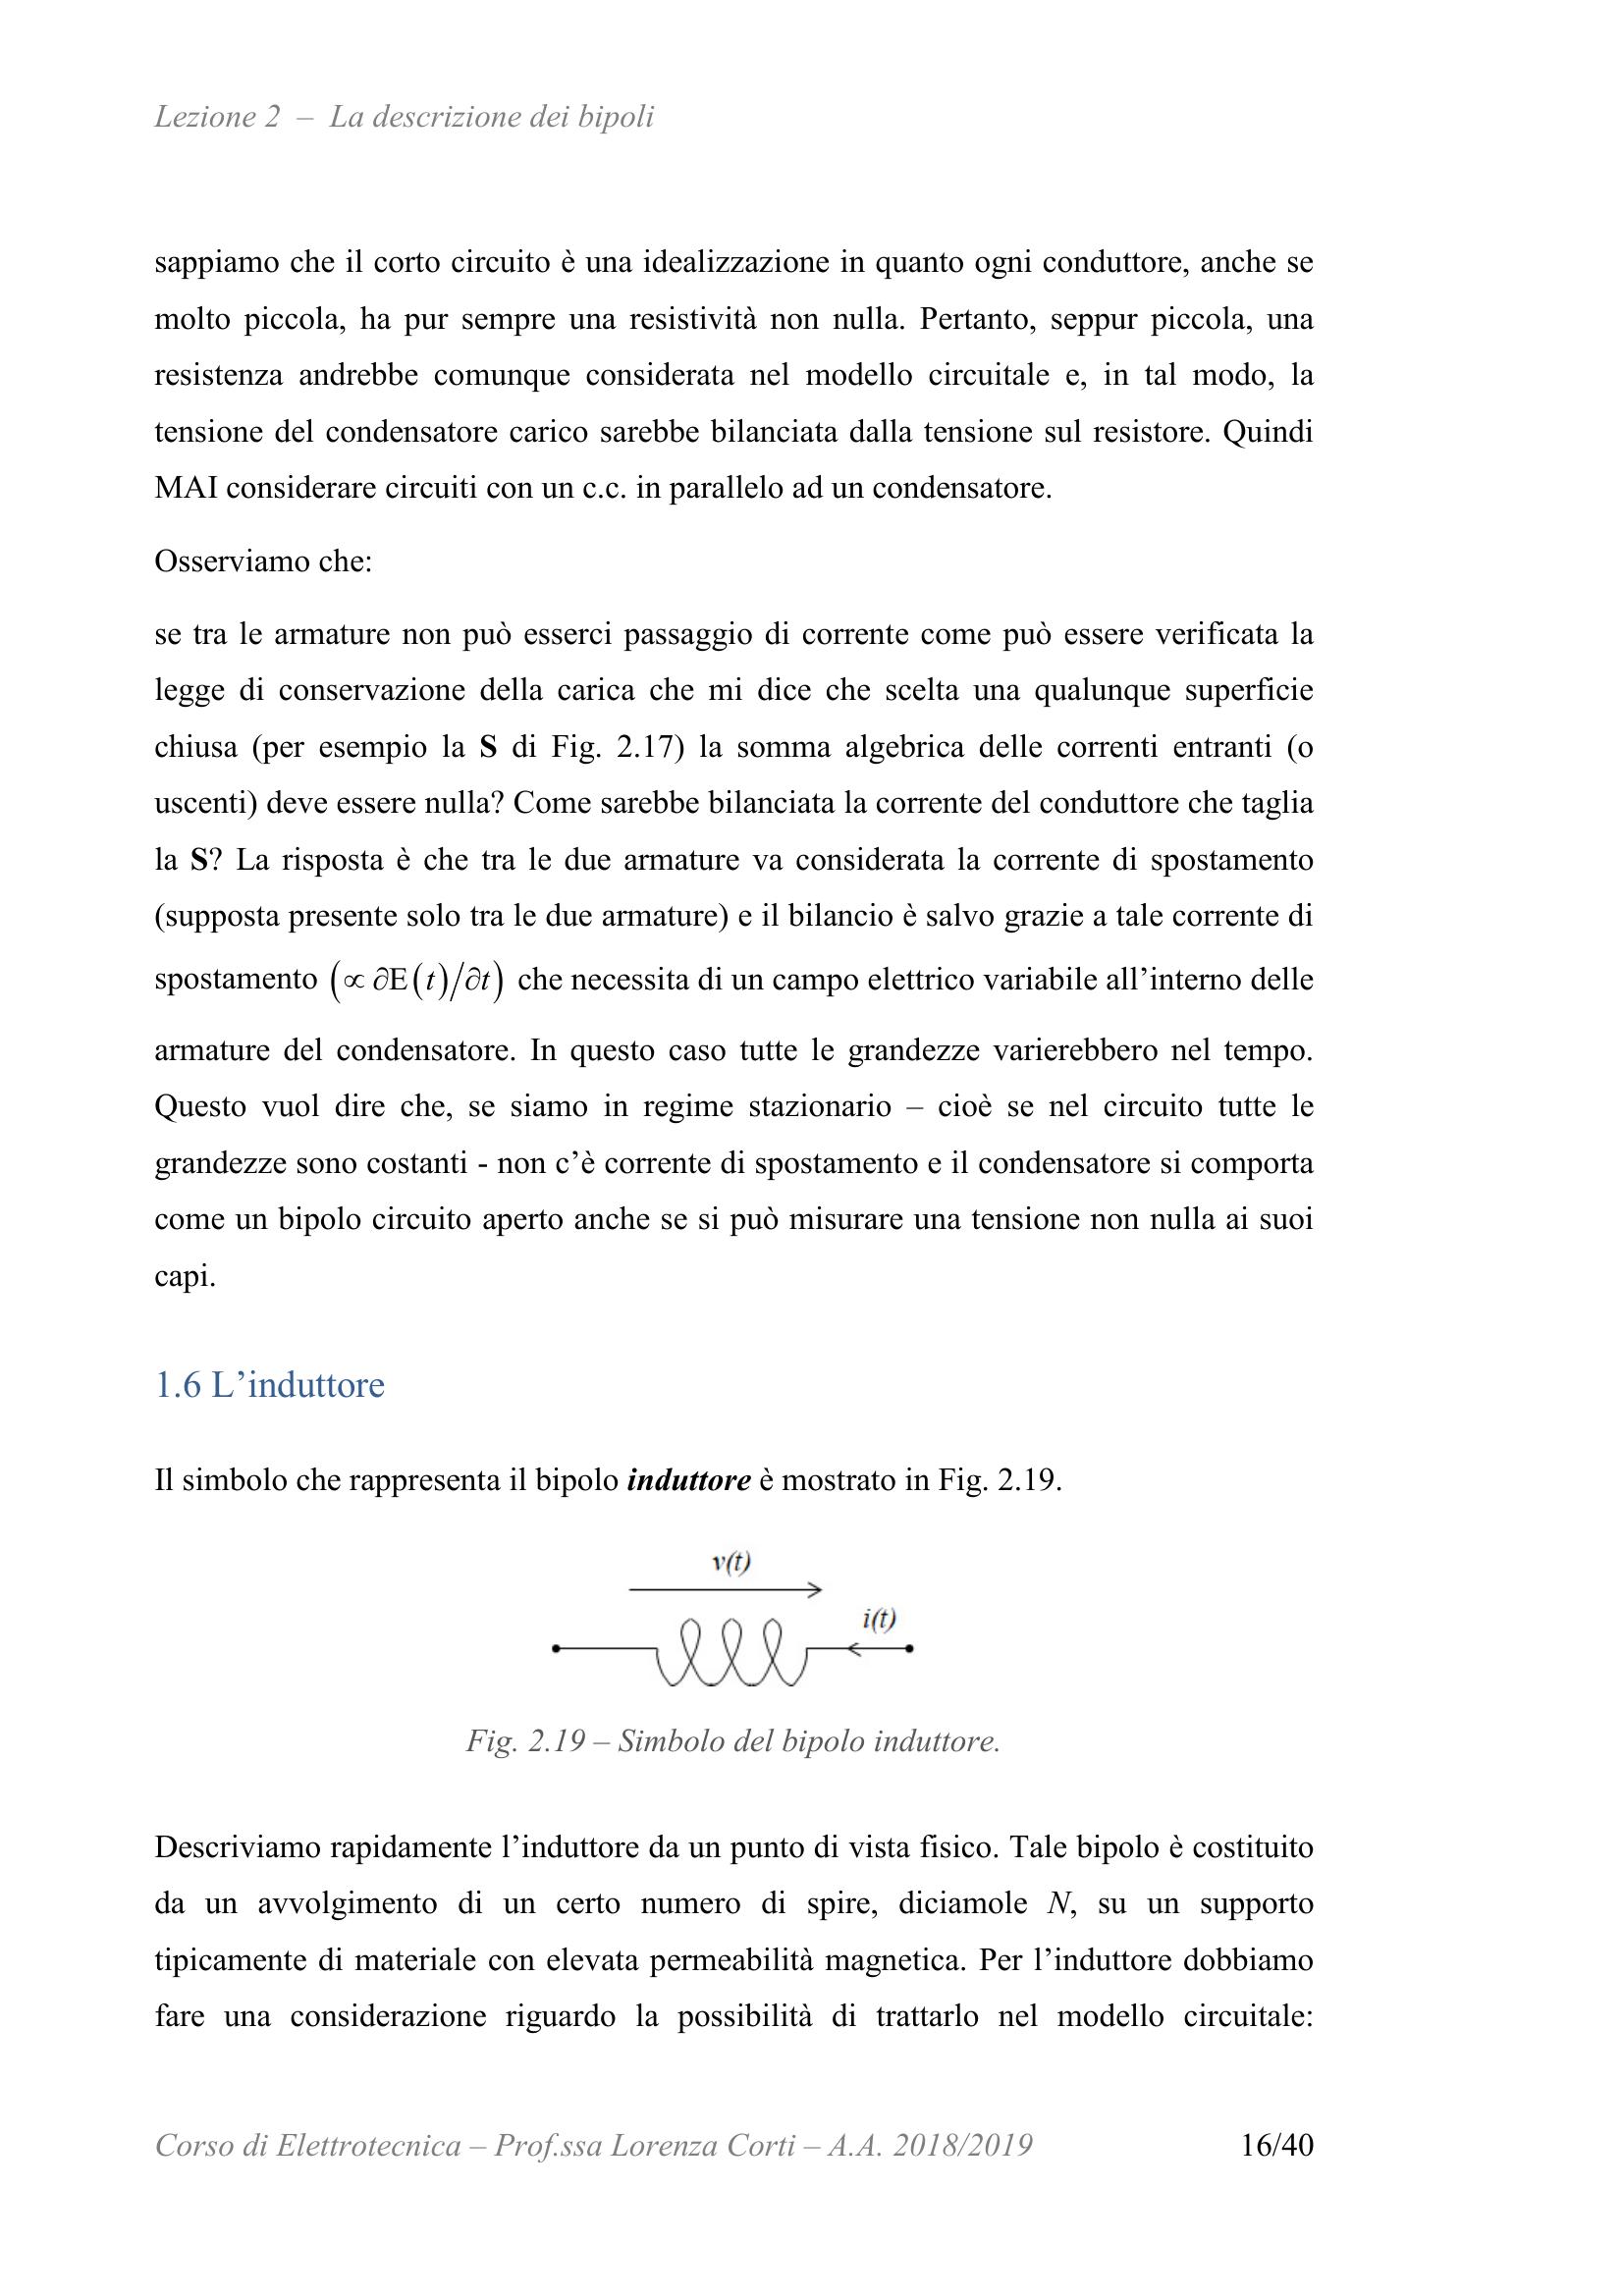 Lezione 2 – La descrizione dei bipoli
sappiamo che il corto circuito è una idealizzazione in quanto ogni conduttore, anche se
molto piccola, ha pur sempre una resistività non nulla. Pertanto, seppur piccola, una
resistenza andrebbe comunque considerata nel modello circuitale e, in tal modo, la
tensione del condensatore carico sarebbe bilanciata dalla tensione sul resistore. Quindi
MAI considerare circuiti con un c.c. in parallelo ad un condensatore.
Osserviamo che:
se tra le armature non può esserci passaggio di corrente come può essere verificata la
legge di conservazione della carica che mi dice che scelta una qualunque superficie
chiusa (per esempio la S di Fig. 2.17) la somma algebrica delle correnti entranti (o
uscenti) deve essere nulla? Come sarebbe bilanciata la corrente del conduttore che taglia
la S? La risposta è che tra le due armature va considerata la corrente di spostamento
(supposta presente solo tra le due armature) e il bilancio è salvo grazie a tale corrente di
spostamento (∝ ∂E(t)/∂t) che necessita di un campo elettrico variabile all’interno delle
armature del condensatore. In questo caso tutte le grandezze varierebbero nel tempo.
Questo vuol dire che, se siamo in regime stazionario – cioè se nel circuito tutte le
grandezze sono costanti - non c’è corrente di spostamento e il condensatore si comporta
come un bipolo circuito aperto anche se si può misurare una tensione non nulla ai suoi
capi.
1.6 L’induttore
Il simbolo che rappresenta il bipolo induttore è mostrato in Fig. 2.19.
v(t)
i(t)
Fig. 2.19 – Simbolo del bipolo induttore.
Descriviamo rapidamente l’induttore da un punto di vista fisico. Tale bipolo è costituito
da un avvolgimento di un certo numero di spire, diciamole N, su un supporto
tipicamente di materiale con elevata permeabilità magnetica. Per l’induttore dobbiamo
fare una considerazione riguardo la possibilità di trattarlo nel modello circuitale:
Corso di Elettrotecnica – Prof.ssa Lorenza Corti – A.A. 2018/2019 16/40